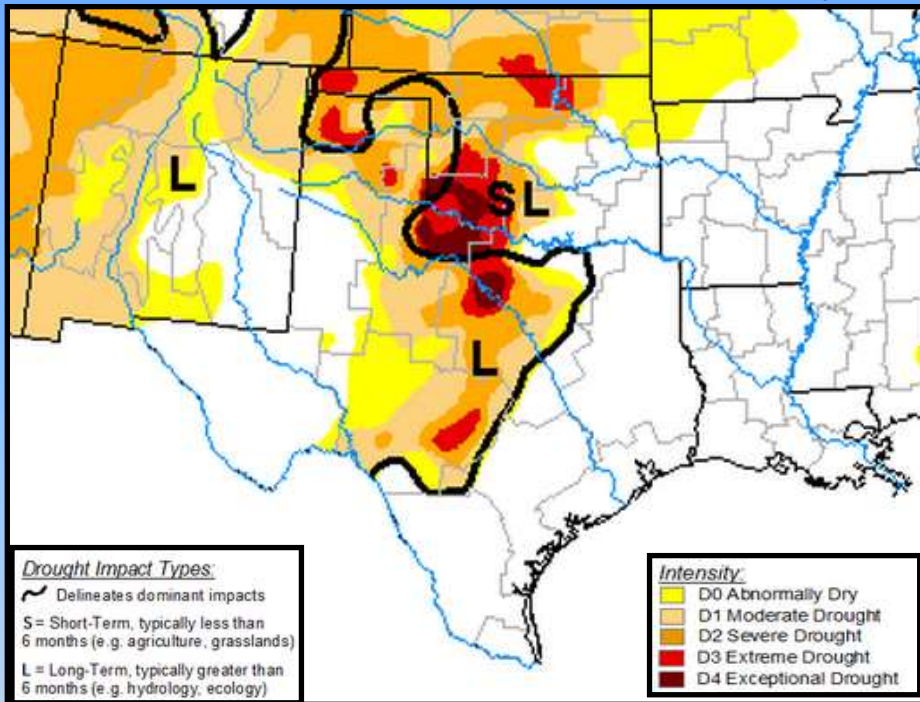 L
SL
L
Drought Impact Types:
Delineates dominant impacts
S = Short-Term, typically less than
6 months (e.g. agriculture, grasslands)
L = Long-Term, typically greater than
6 months (e.g. hydrology, ecology)
Intensity:
D0 Abnormally Dry
D1 Moderate Drought
D2 Severe Drought
D3 Extreme Drought
D4 Exceptional Drought